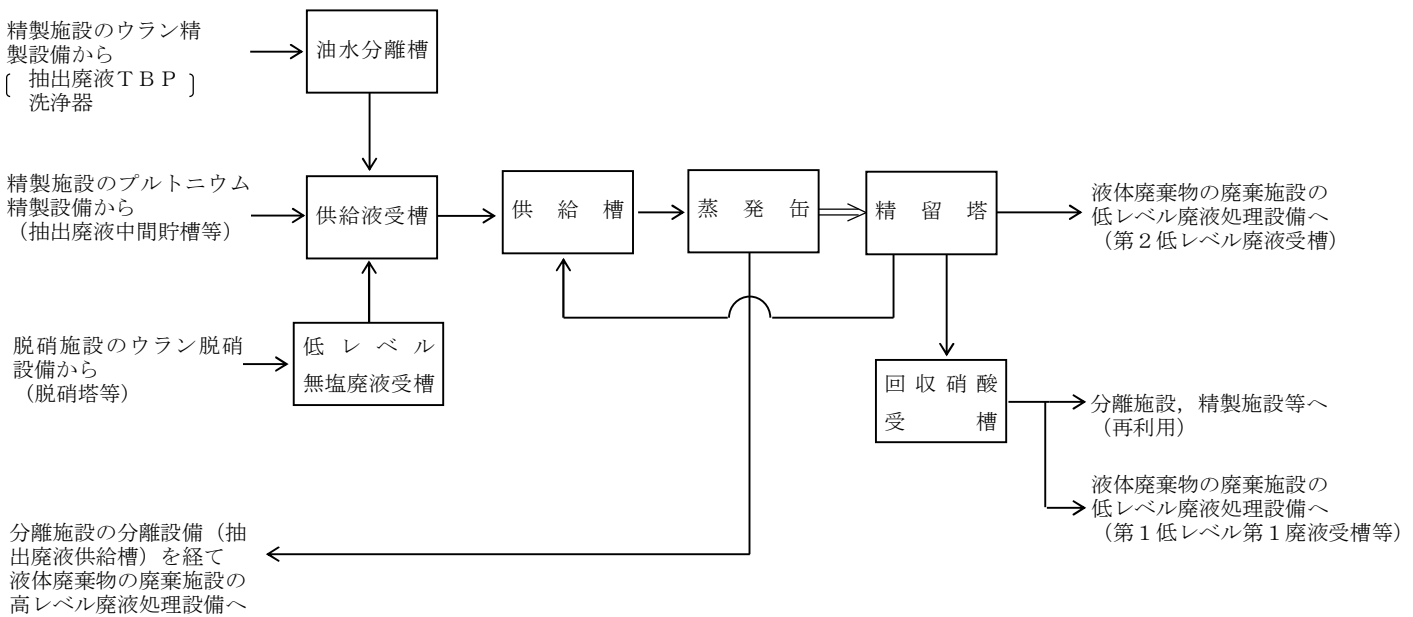 精製施設のウラン精
製設備から
抽出廃液TBP
洗浄器
油水分離槽
精製施設のプルトニウム
精製設備から
（抽出廃液中間貯槽等）
供給液受槽
供給槽
蒸発缶
精留塔
液体廃棄物の廃棄施設の
低レベル廃液処理設備へ
（第２低レベル廃液受槽）
脱硝施設のウラン脱硝
設備から
（脱硝塔等）
低レベル
無塩廃液受槽
回収硝酸
受槽
分離施設，精製施設等へ
（再利用）
液体廃棄物の廃棄施設の
低レベル廃液処理設備へ
（第１低レベル第１廃液受槽等）
分離施設の分離設備（抽
出廃液供給槽）を経て
液体廃棄物の廃棄施設の
高レベル廃液処理設備へ